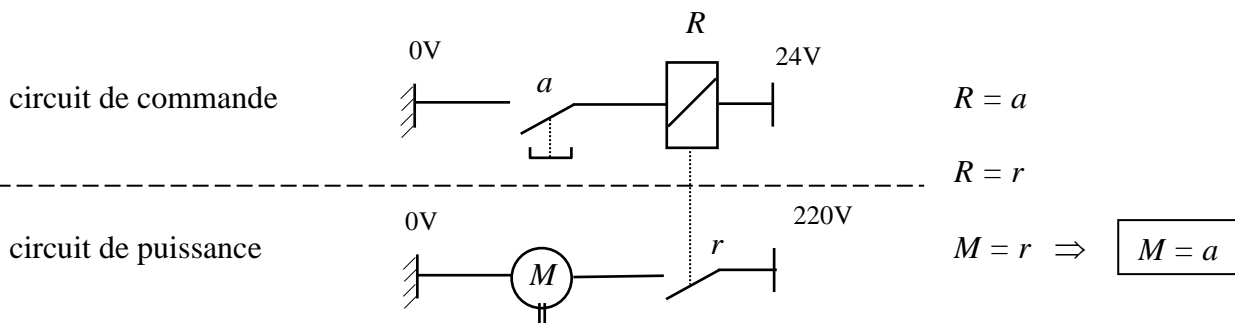 R
0V
24V
circuit de commande
a
R = a
R = r
0V
220V
circuit de puissance
M
r
M = r ⇒ M = a